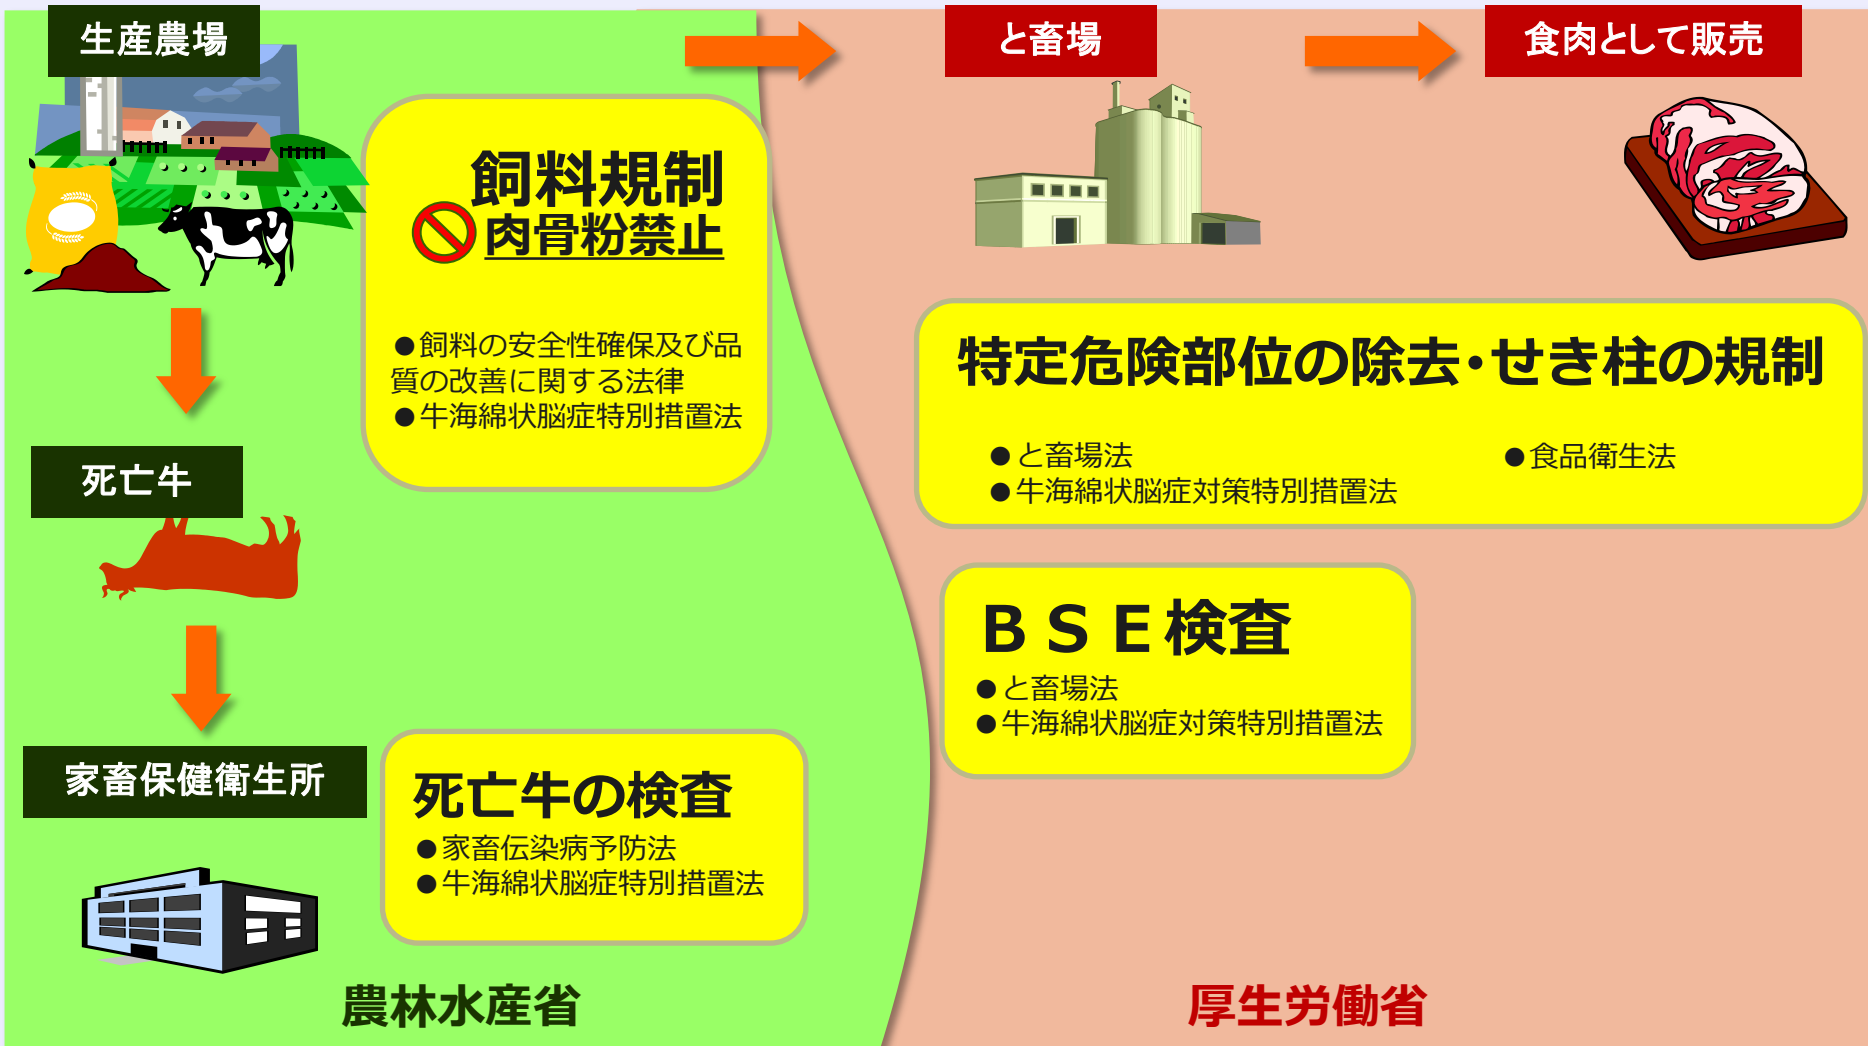 生産農場
と畜場
食肉として販売
飼料規制
肉骨粉禁止
●飼料の安全性確保及び品
質の改善に関する法律
●牛海綿状脳症特別措置法
特定危険部位の除去・せき柱の規制
●と畜場法
●牛海綿状脳症対策特別措置法
●食品衛生法
死亡牛
ＢＳＥ検査
●と畜場法
●牛海綿状脳症対策特別措置法
家畜保健衛生所
死亡牛の検査
●家畜伝染病予防法
●牛海綿状脳症特別措置法
農林水産省
厚生労働省